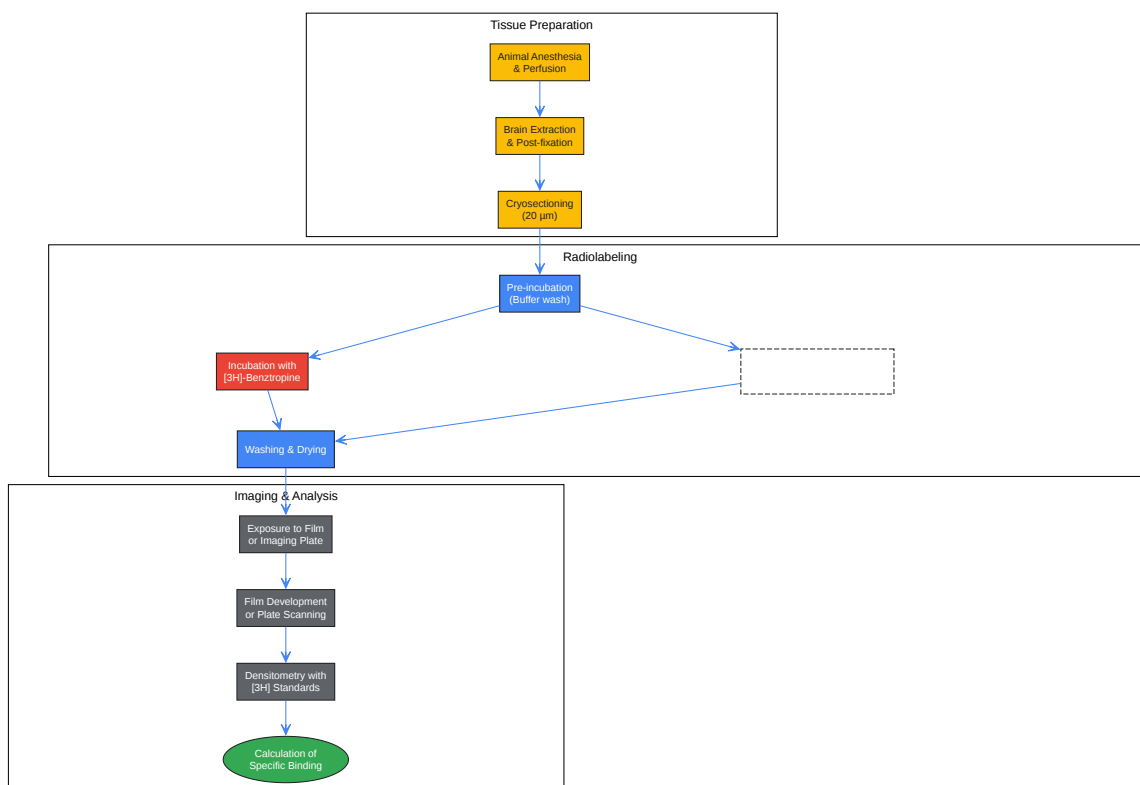 Tissue Preparation
Animal Anesthesia
& Perfusion
Brain Extraction
& Post-fixation
Cryosectioning
(20 µm)
Radiolabeling
Pre-incubation
(Buffer wash)
Incubation with
[3H]-Benztropine
Washing & Drying
Imaging & Analysis
Exposure to Film
or Imaging Plate
Film Development
or Plate Scanning
Densitometry with
[3H] Standards
Calculation of
Specific Binding